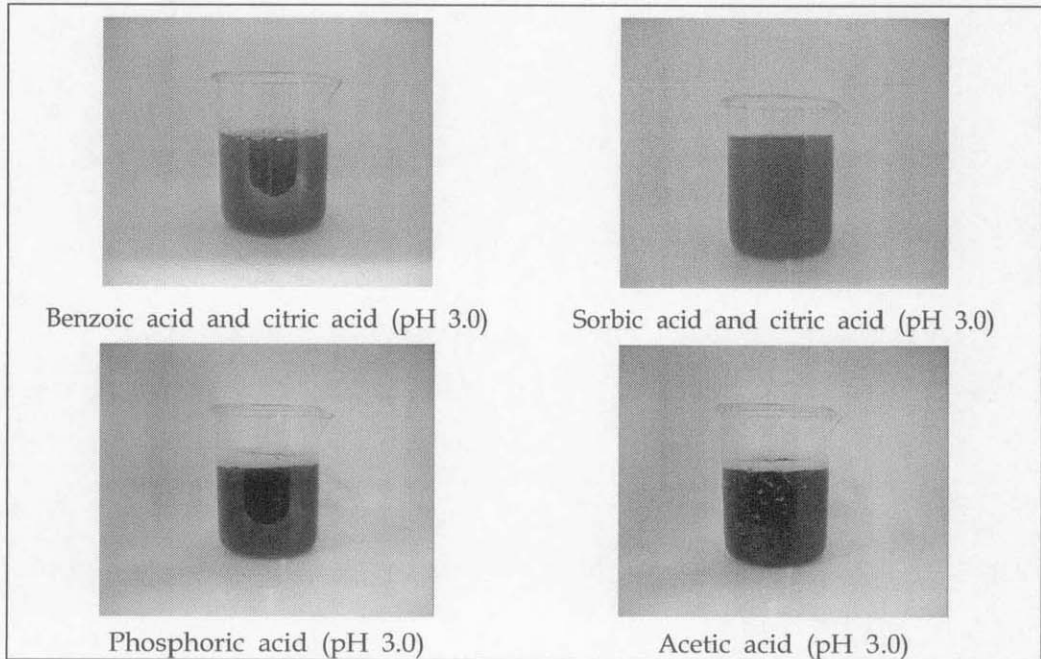 Benzoic acid and citric acid (pH 3.0)
Sorbic acid and citric acid (pH 3.0)
Phosphoric acid (pH 3.0)
Acetic acid (pH 3.0)